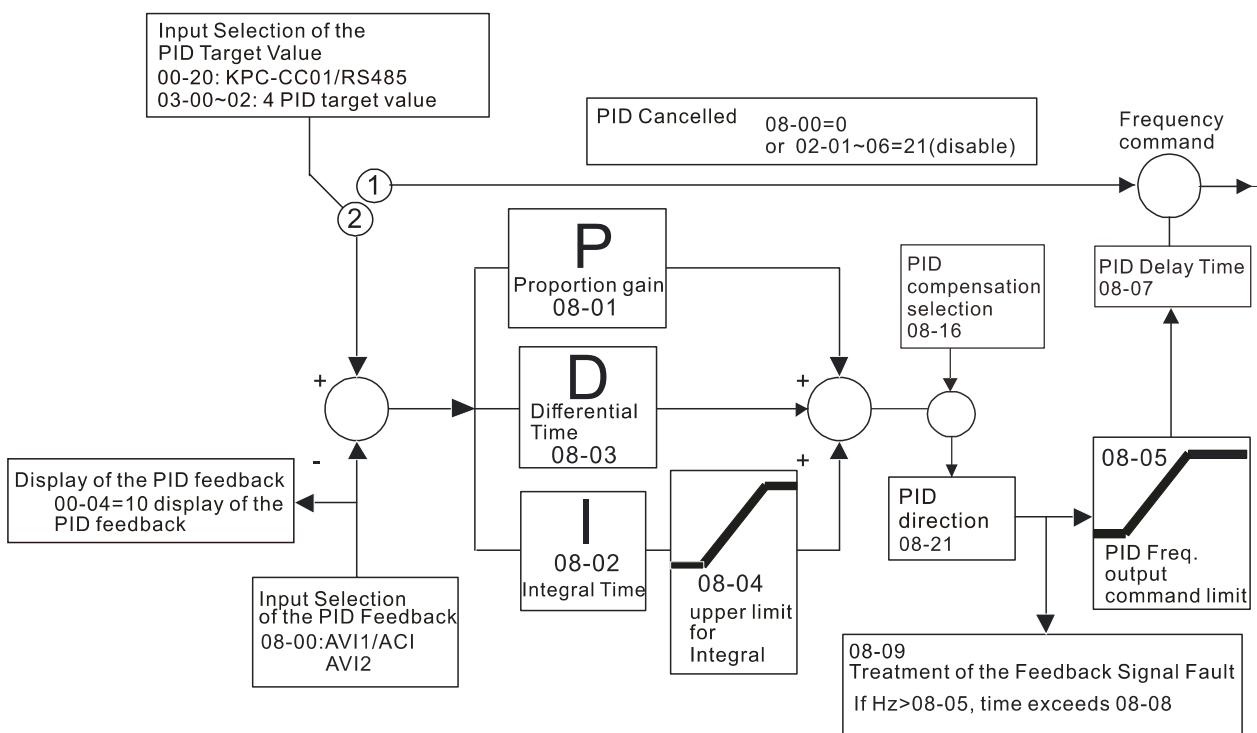 Input Selection of the
PID Target Value
00-20: KPC-CC01/RS485
03-00~02: 4 PID target value
PID Cancelled 08-00=0
or 02-01~06=21(disable)
Frequency
command
1
2
P
Proportion gain
08-01
PID
compensation
selection
08-16
PID Delay Time
08-07
+
-
D
Differential
Time
08-03
+
+
Display of the PID feedback
00-04=10 display of the
PID feedback
I
08-02
Integral Time
08-04
upper limit
for
Integral
PID
direction
08-21
08-05
PID Freq.
output
command limit
Input Selection
of the PID Feedback
08-00:AVI1/ACI
AVI2
08-09
Treatment of the Feedback Signal Fault
If Hz>08-05, time exceeds 08-08